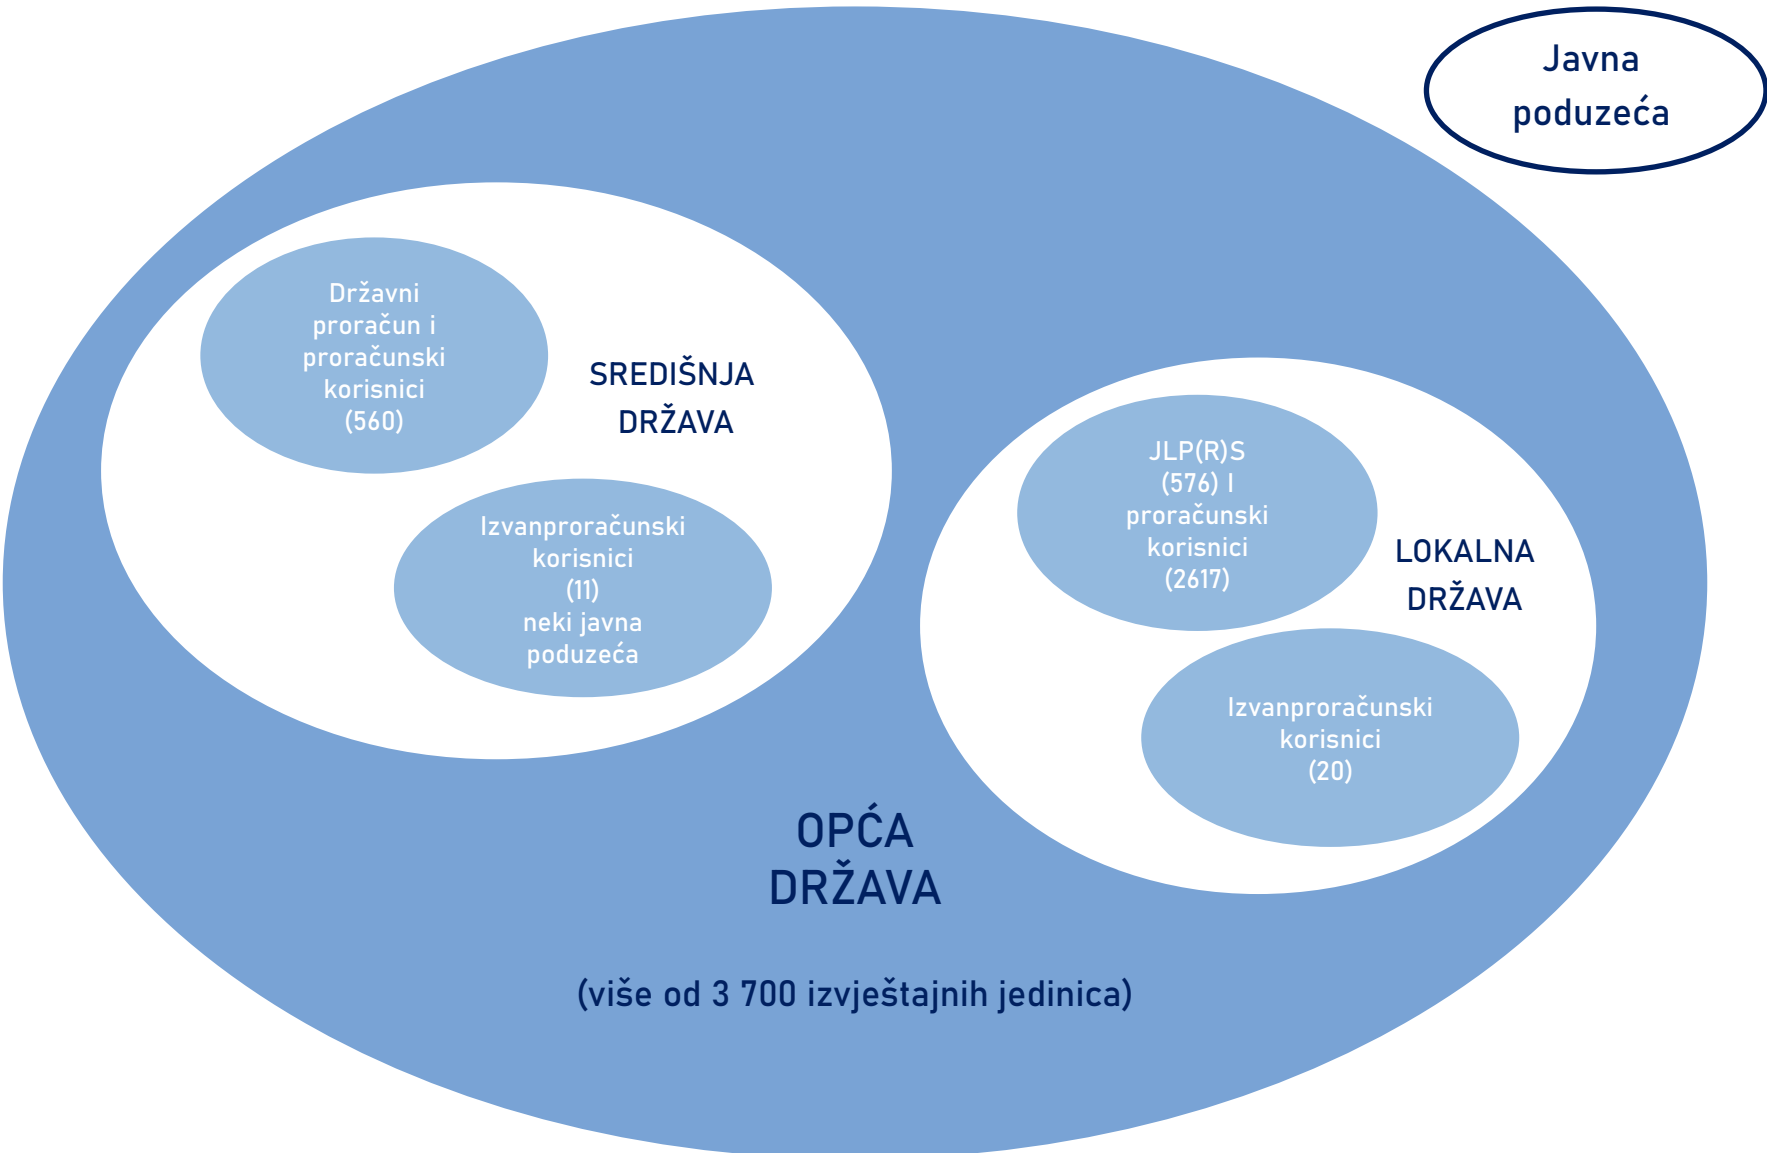 Javna
poduzeća
Državni
proračun i
proračunski
korisnici
(560)
SREDIŠNJA
DRŽAVA
Izvanproračunski
korisnici
(11)
neki javna
poduzeća
JLP(R)S
(576) I
proračunski
korisnici
(2617)
LOKALNA
DRŽAVA
Izvanproračunski
korisnici
(20)
OPĆA
DRŽAVA
(više od 3 700 izvještajnih jedinica)